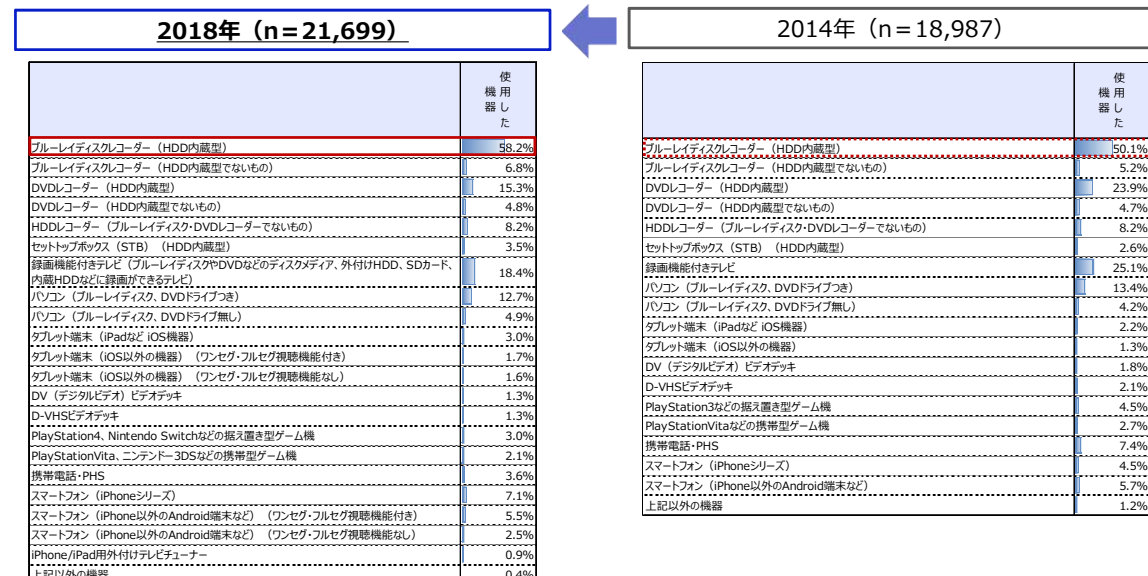 2018年（n＝21,699）
使用した機器
ブルーレイディスクレコーダー（HDD内蔵型） 58.2%
ブルーレイディスクレコーダー（HDD内蔵型でないもの） 6.8%
DVDレコーダー（HDD内蔵型） 15.3%
DVDレコーダー（HDD内蔵型でないもの） 4.8%
HDDレコーダー（ブルーレイディスク・DVDレコーダーでないもの） 8.2%
セットトップボックス（STB）（HDD内蔵型） 3.5%
録画機能付きテレビ（ブルーレイディスクやDVDなどのディスクメディア、外付けHDD、SDカード、
内蔵HDDなどに録画ができるテレビ） 18.4%
パソコン（ブルーレイディスク、DVDドライブつき） 12.7%
パソコン（ブルーレイディスク、DVDドライブ無し） 4.9%
タブレット端末（iPadなど iOS機器） 3.0%
タブレット端末（iOS以外の機器）（ワンセグ・フルセグ視聴機能付き） 1.7%
タブレット端末（iOS以外の機器）（ワンセグ・フルセグ視聴機能なし） 1.6%
DV（デジタルビデオ）ビデオデッキ 1.3%
D-VHSビデオデッキ 1.3%
PlayStation4、Nintendo Switchなどの据え置き型ゲーム機 3.0%
PlayStationVita、ニンテンドー3DSなどの携帯型ゲーム機 2.1%
携帯電話・PHS 3.6%
スマートフォン（iPhoneシリーズ） 7.1%
スマートフォン（iPhone以外のAndroid端末など）（ワンセグ・フルセグ視聴機能付き） 5.5%
スマートフォン（iPhone以外のAndroid端末など）（ワンセグ・フルセグ視聴機能なし） 2.5%
iPhone/iPad用外付けテレビチューナー 0.9%
上記以外の機器 0.4%
2014年（n＝18,987）
使用した機器
ブルーレイディスクレコーダー（HDD内蔵型） 50.1%
ブルーレイディスクレコーダー（HDD内蔵型でないもの） 5.2%
DVDレコーダー（HDD内蔵型） 23.9%
DVDレコーダー（HDD内蔵型でないもの） 4.7%
HDDレコーダー（ブルーレイディスク・DVDレコーダーでないもの） 8.2%
セットトップボックス（STB）（HDD内蔵型） 2.6%
録画機能付きテレビ 25.1%
パソコン（ブルーレイディスク、DVDドライブつき） 13.4%
パソコン（ブルーレイディスク、DVDドライブ無し） 4.2%
タブレット端末（iPadなど iOS機器） 2.2%
タブレット端末（iOS以外の機器） 1.3%
DV（デジタルビデオ）ビデオデッキ 1.8%
D-VHSビデオデッキ 2.1%
PlayStation3などの据え置き型ゲーム機 4.5%
PlayStationVitaなどの携帯型ゲーム機 2.7%
携帯電話・PHS 7.4%
スマートフォン（iPhoneシリーズ） 4.5%
スマートフォン（iPhone以外のAndroid端末など） 5.7%
上記以外の機器 1.2%